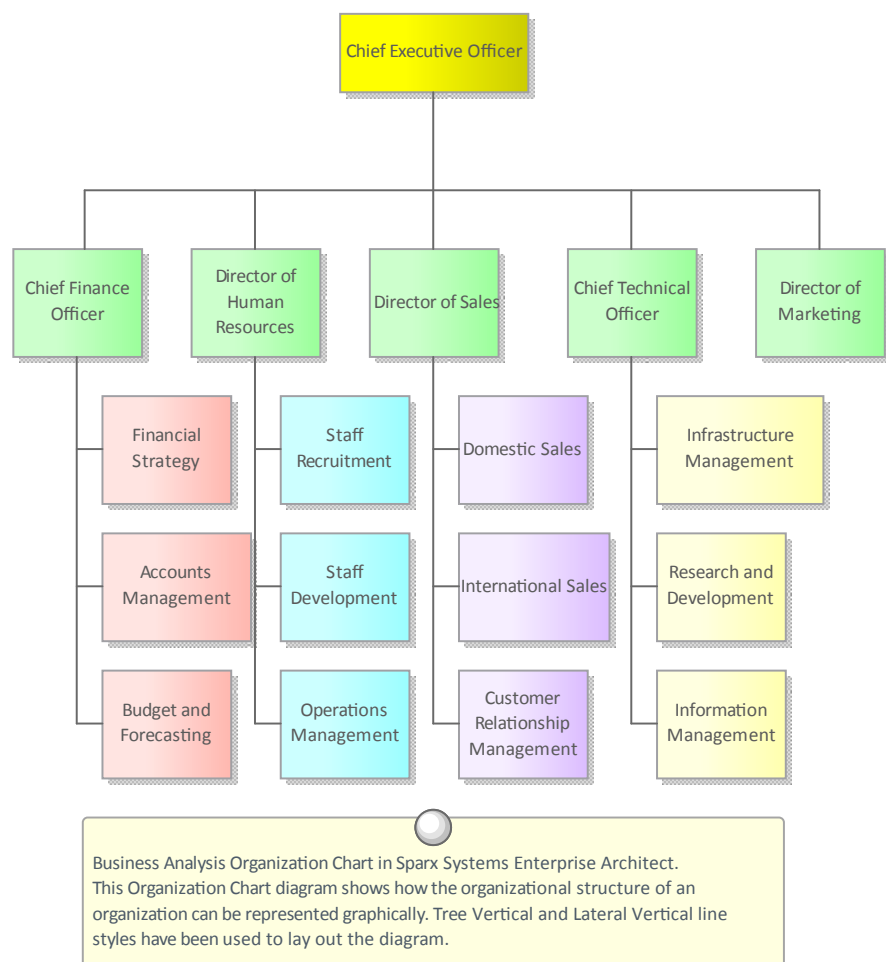 Chief Executive Officer
Chief Finance
Officer
Director of
Human
Resources
Director of Sales
Chief Technical
Officer
Director of
Marketing
Financial
Strategy
Staff
Recruitment
Domestic Sales
Infrastructure
Management
Accounts
Management
Staff
Development
International Sales
Research and
Development
Budget and
Forecasting
Operations
Management
Customer
Relationship
Management
Information
Management
Business Analysis Organization Chart in Sparx Systems Enterprise Architect.
This Organization Chart diagram shows how the organizational structure of an
organization can be represented graphically. Tree Vertical and Lateral Vertical line
styles have been used to lay out the diagram.